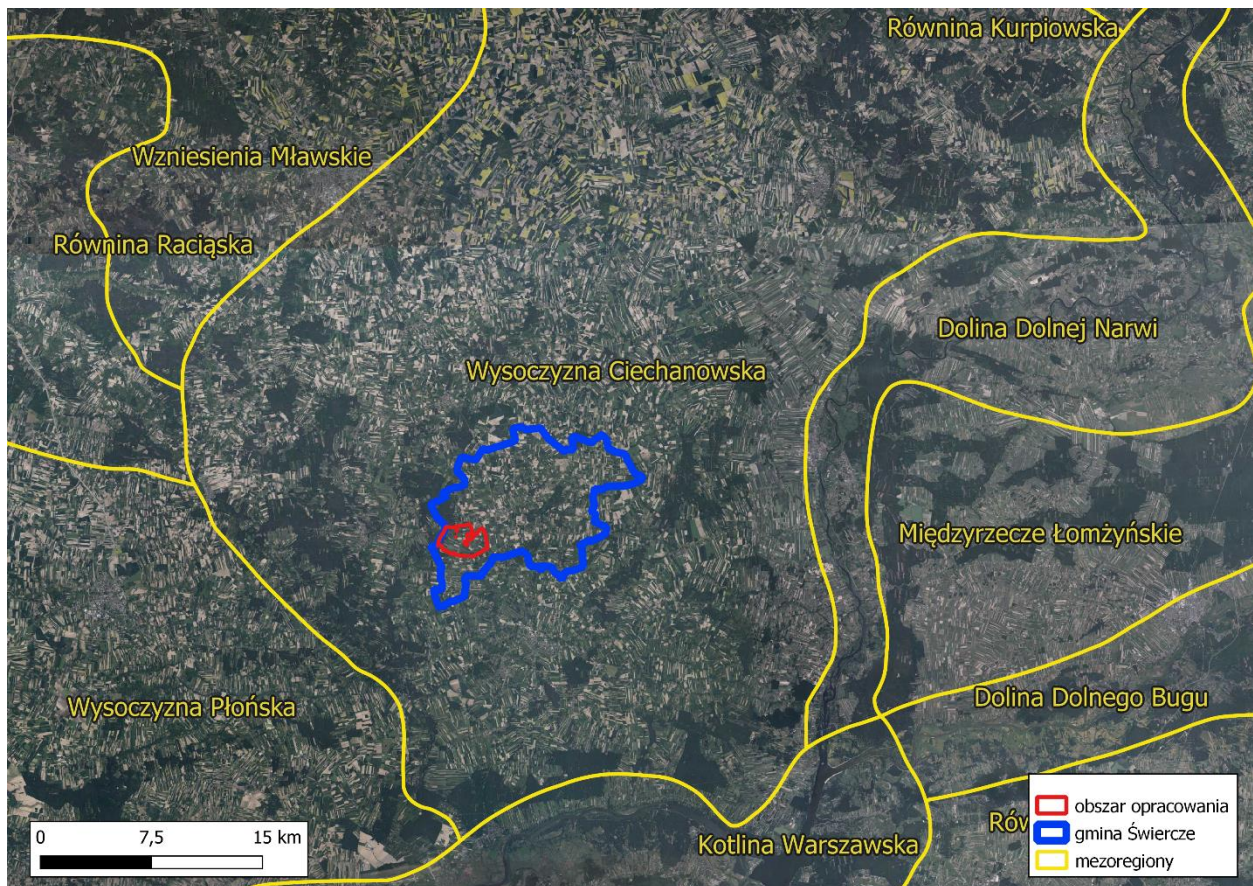 Równina Kurpiowska
Wzniesienia Mławskie
Równina Raciąska
Dolina Dolnej Narwi
Wysoczyzna Ciechanowska
Międzyrzecze Łomżyńskie
Wysoczyzna Płońska
Dolina Dolnego Bugu
Kotlina Warszawska
0 7,5 15 km
obszar opracowania
gmina Świercze
mezoregiony